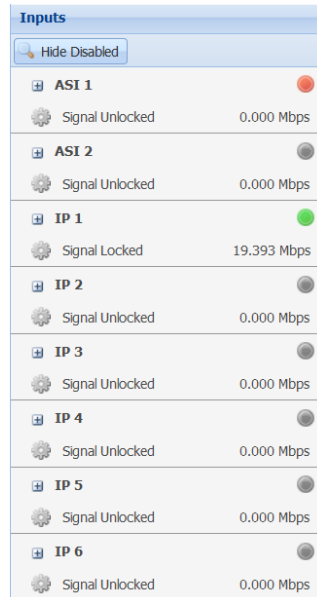 Inputs
Hide Disabled
ASI 1
Signal Unlocked 0.000 Mbps
ASI 2
Signal Unlocked 0.000 Mbps
IP 1
Signal Locked 19.393 Mbps
IP 2
Signal Unlocked 0.000 Mbps
IP 3
Signal Unlocked 0.000 Mbps
IP 4
Signal Unlocked 0.000 Mbps
IP 5
Signal Unlocked 0.000 Mbps
IP 6
Signal Unlocked 0.000 Mbps